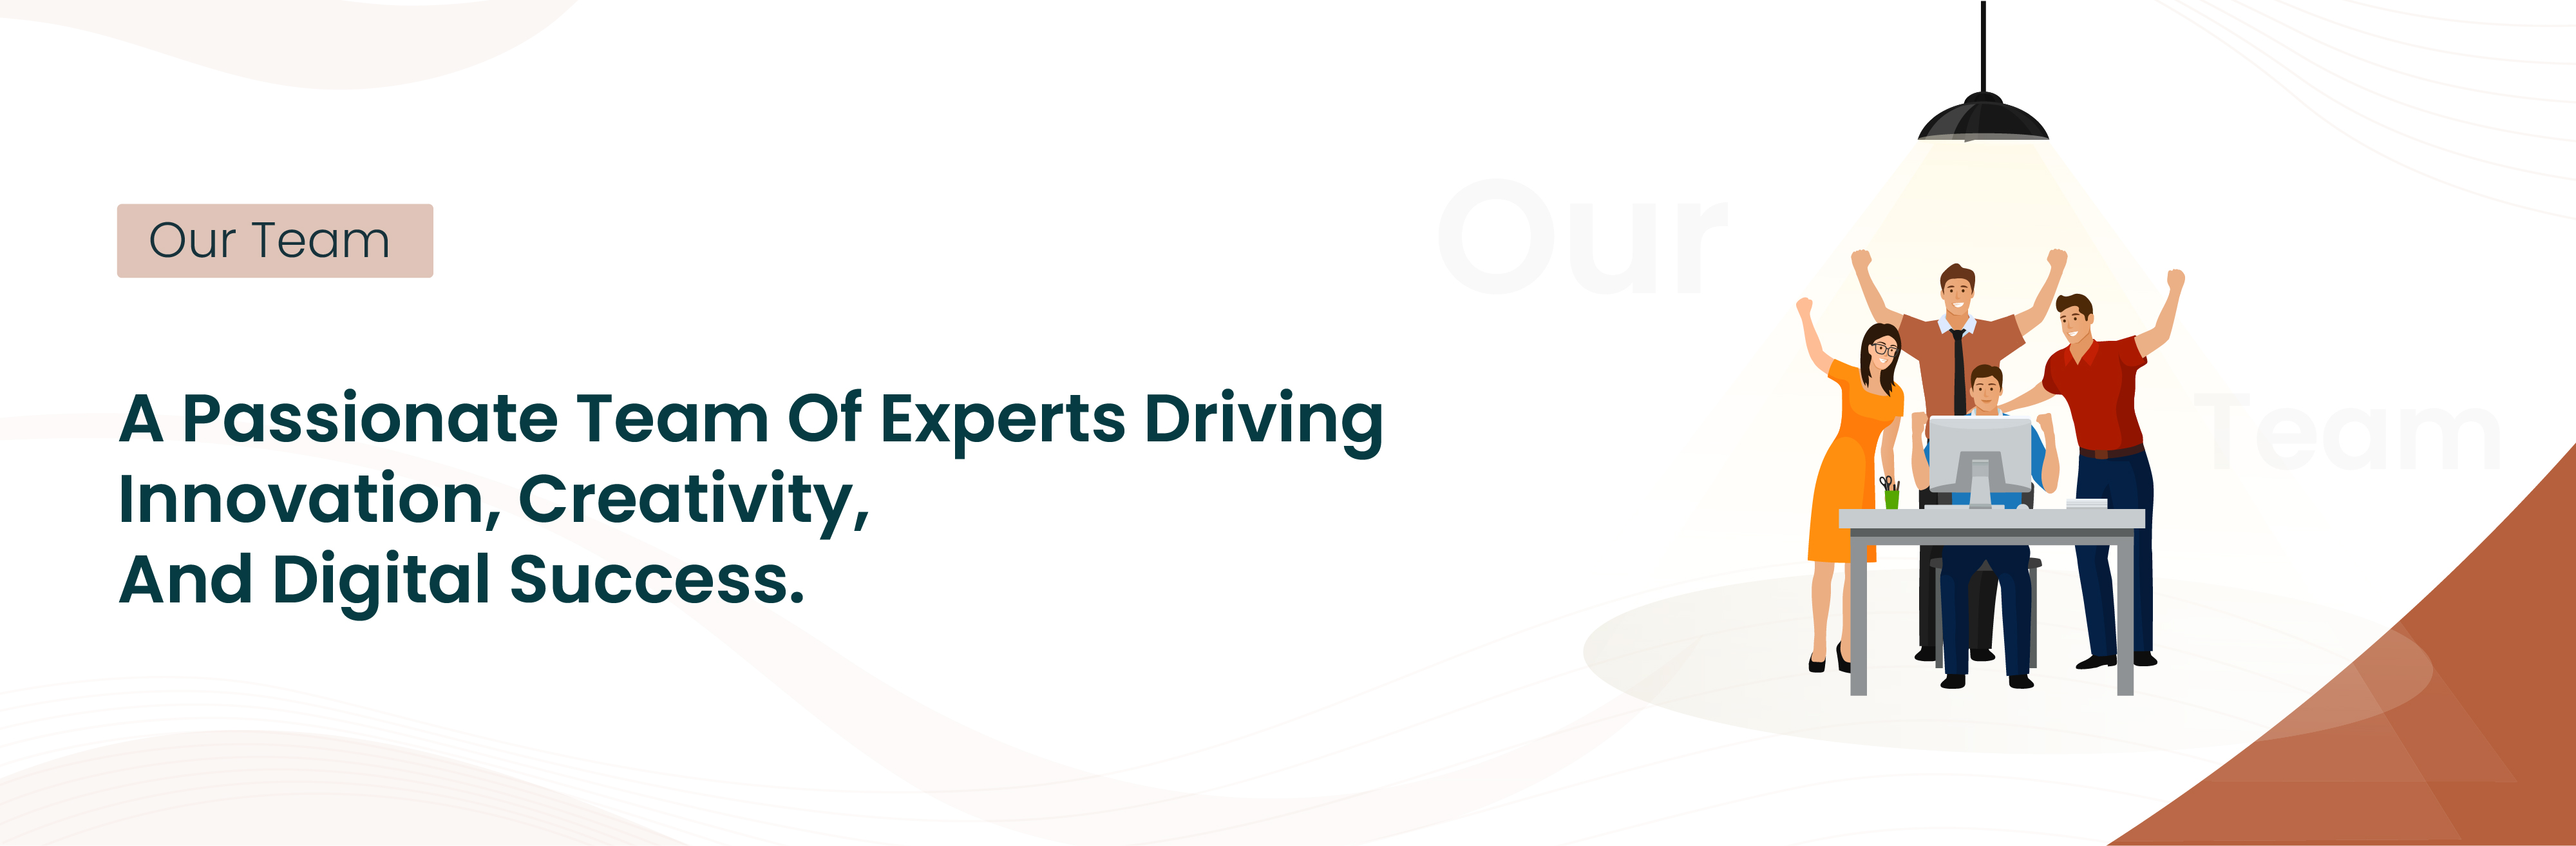 Our Team
A Passionate Team Of Experts Driving
Innovation, Creativity,
And Digital Success.
Our
Team